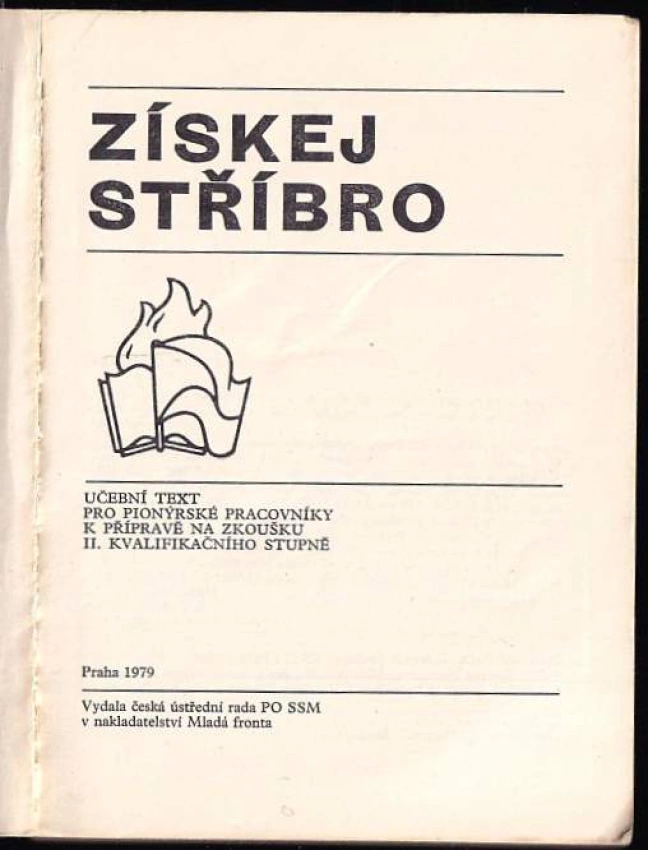 ZÍSKEJ
STŘÍBRO
UČEBNÍ TEXT
PRO PIONÝRSKÉ PRACOVNÍKY
K PŘÍPRAVĚ NA ZKOUŠKU
II. KVALIFIKAČNÍHO STUPNĚ
Praha 1979
Vydala česká ústřední rada PO SSM
v nakladatelství Mladá fronta